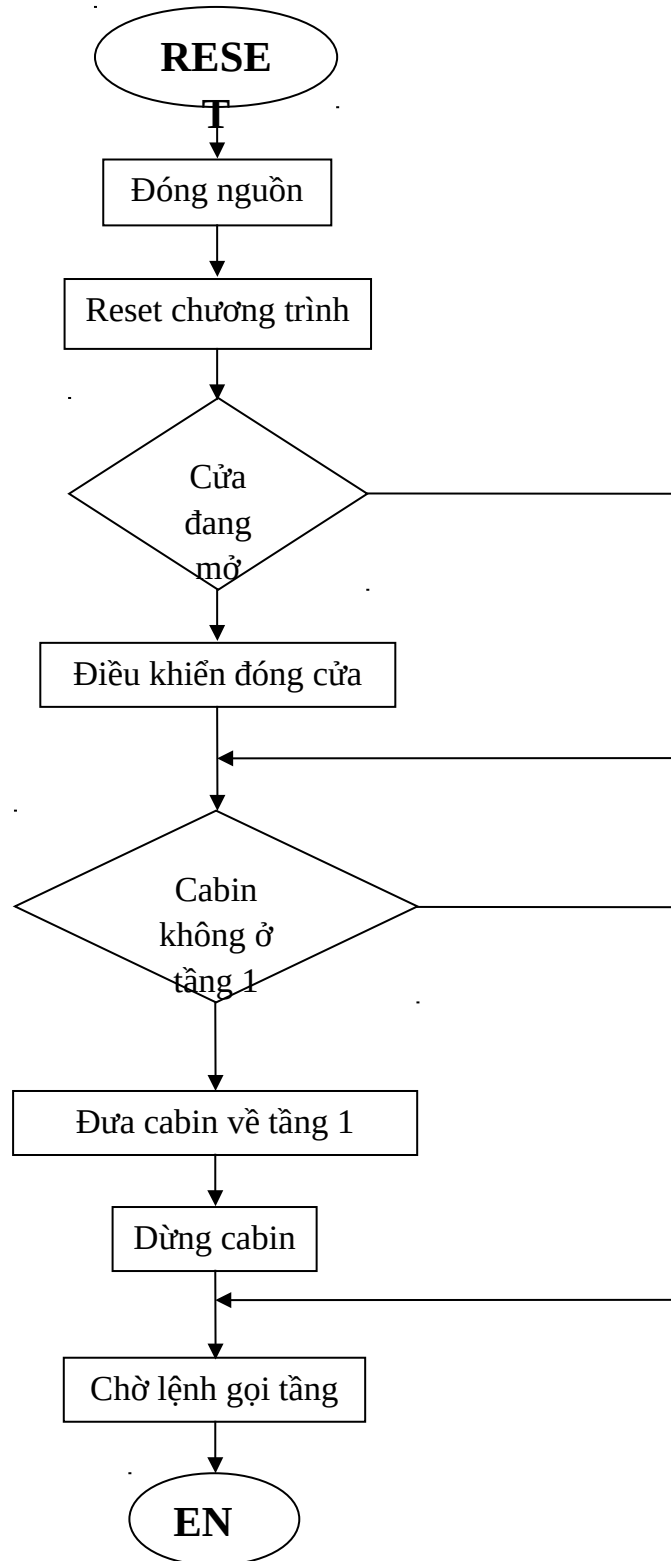 RESE
T
Đóng nguồn
Reset chương trình
Cửa
đang
mở
Điều khiển đóng cửa
Cabin
không ở
tầng 1
Đưa cabin về tầng 1
Dừng cabin
Chờ lệnh gọi tầng
EN